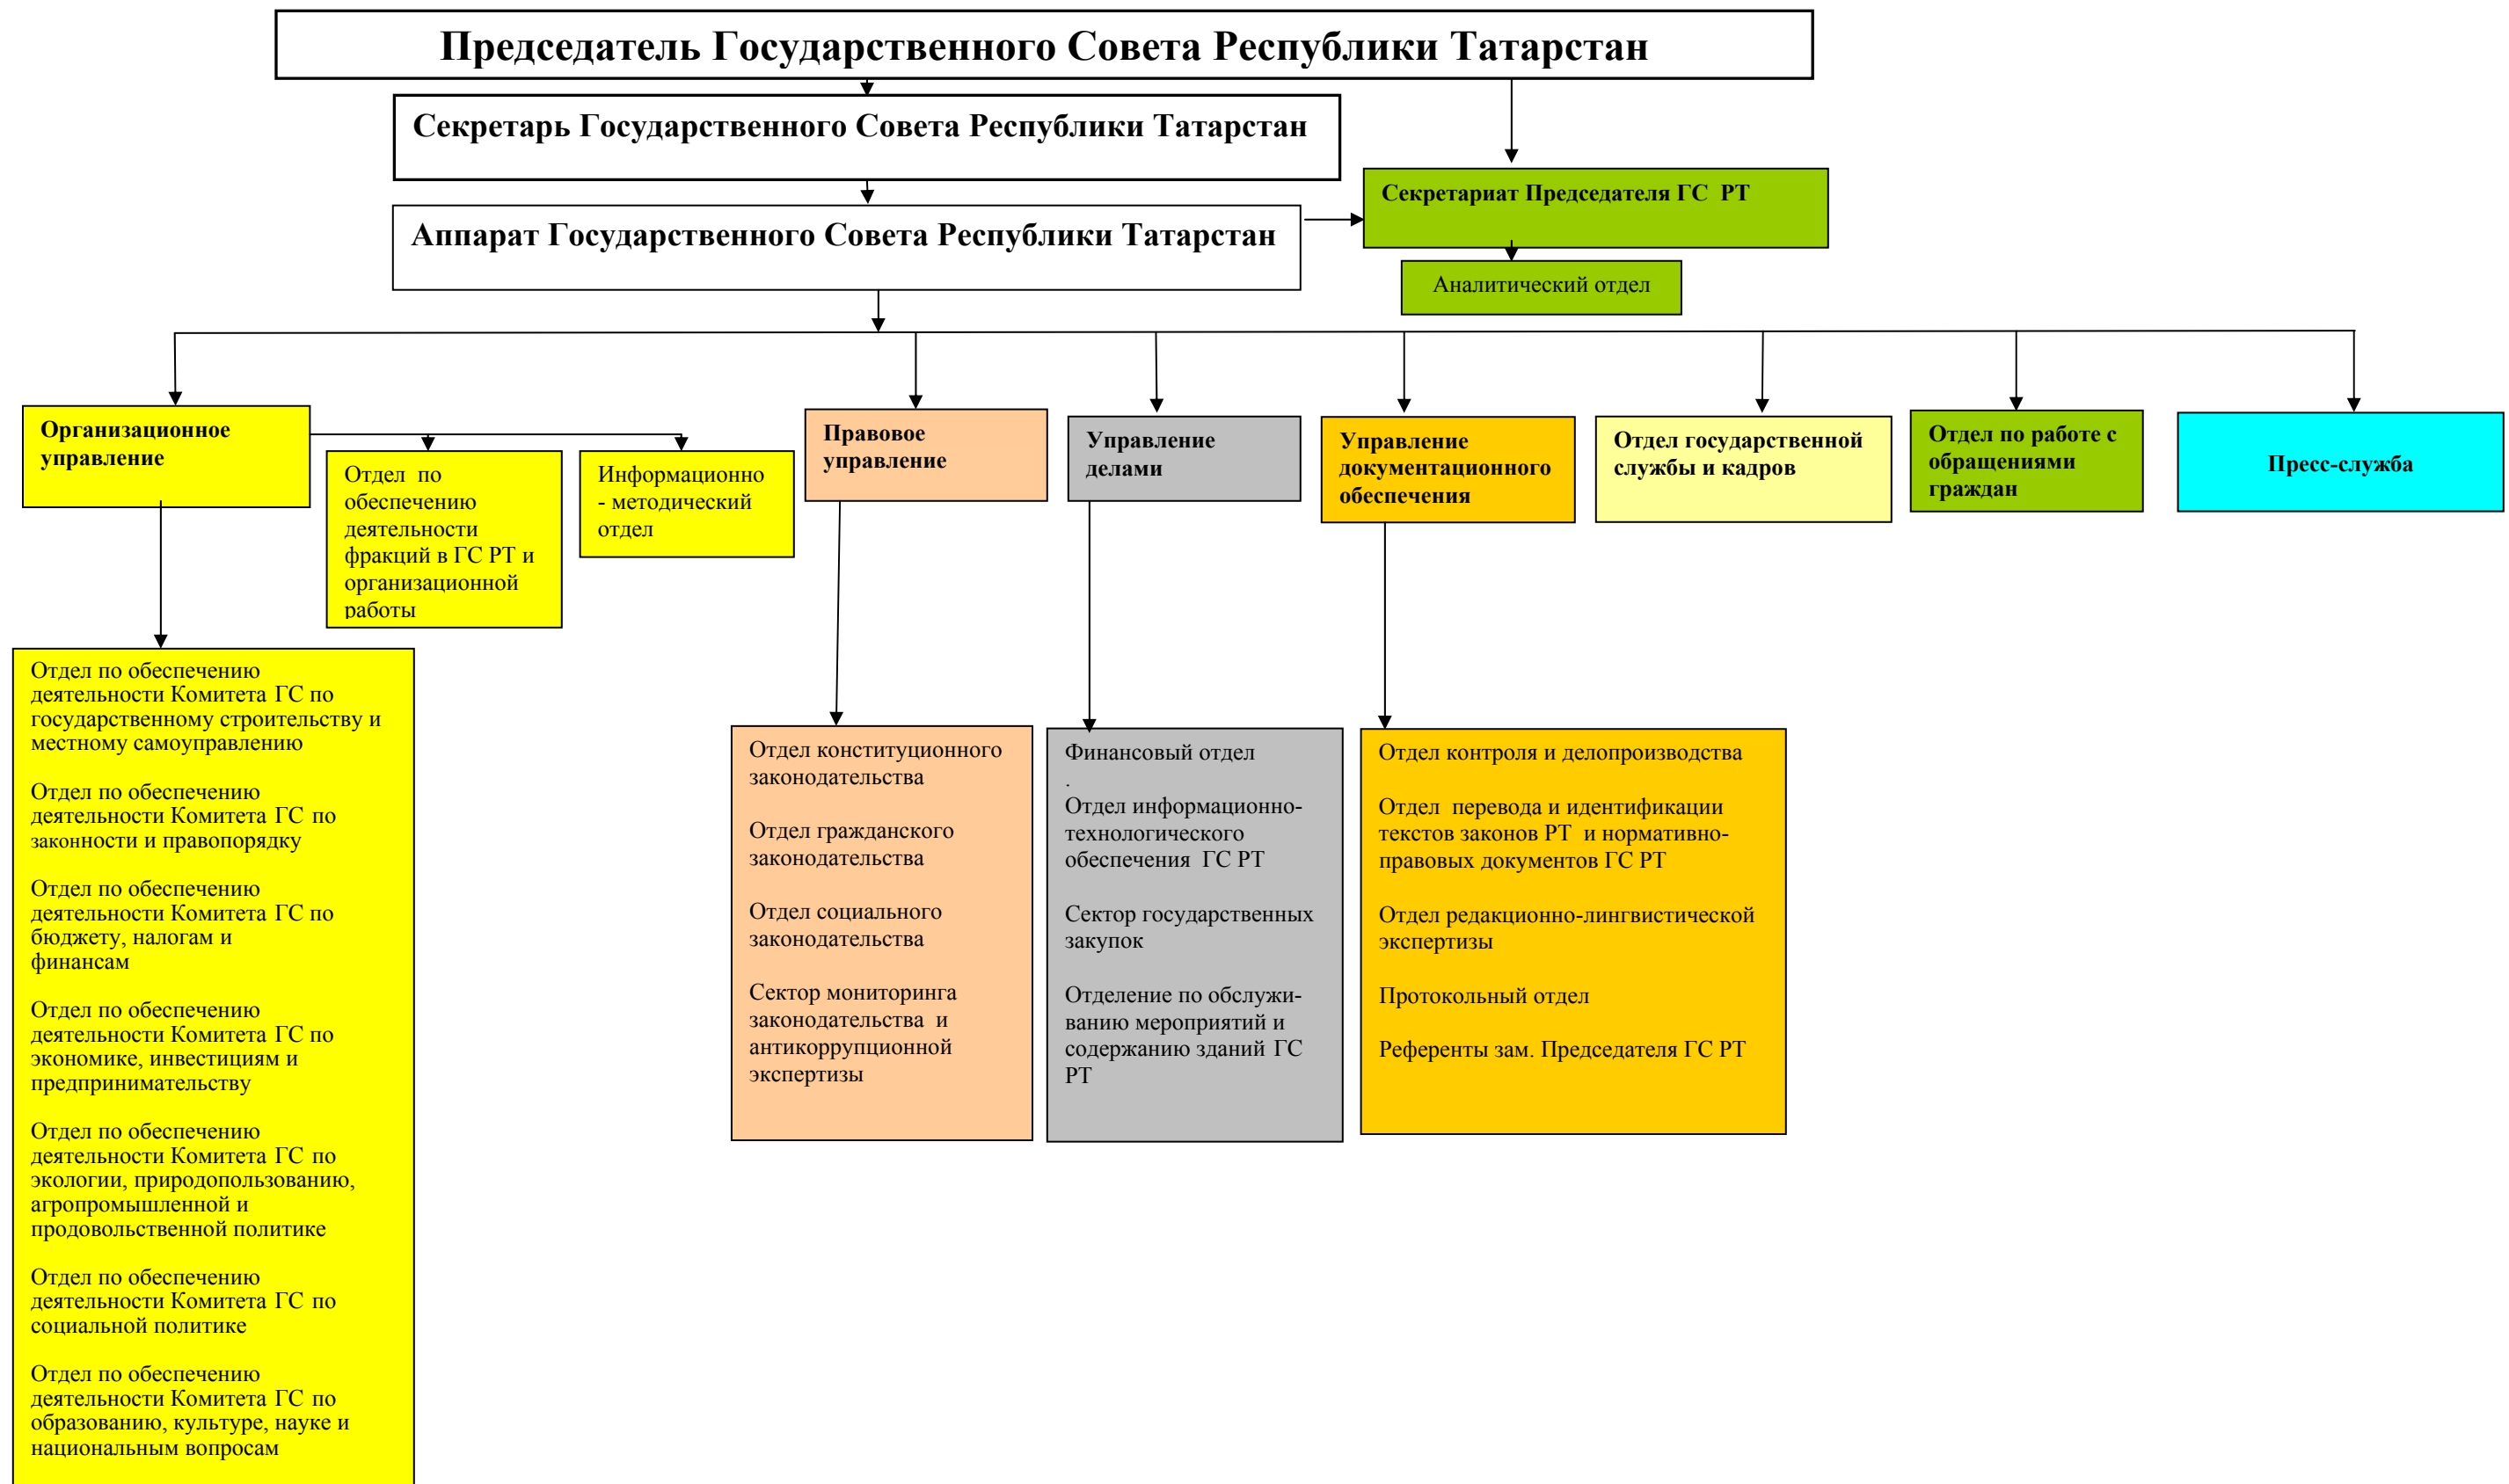 Председатель Государственного Совета Республики Татарстан
Секретарь Государственного Совета Республики Татарстан
Секретариат Председателя ГС РТ
Аппарат Государственного Совета Республики Татарстан
Аналитический отдел
Организационное
управление
Отдел по
обеспечению
деятельности
фракций в ГС РТ и
организационной
работы
Информационно
- методический
отдел
Правовое
управление
Управление
делами
Управление
документационного
обеспечения
Отдел государственной
службы и кадров
Отдел по работе с
обращениями
граждан
Пресс-служба
Отдел по обеспечению
деятельности Комитета ГС по
государственному строительству и
местному самоуправлению
Отдел по обеспечению
деятельности Комитета ГС по
законности и правопорядку
Отдел по обеспечению
деятельности Комитета ГС по
бюджету, налогам и
финансам
Отдел по обеспечению
деятельности Комитета ГС по
экономике, инвестициям и
предпринимательству
Отдел по обеспечению
деятельности Комитета ГС по
экологии, природопользованию,
агропромышленной и
продовольственной политике
Отдел по обеспечению
деятельности Комитета ГС по
социальной политике
Отдел по обеспечению
деятельности Комитета ГС по
образованию, культуре, науке и
национальным вопросам
Отдел конституционного
законодательства
Отдел гражданского
законодательства
Отдел социального
законодательства
Сектор мониторинга
законодательства и
антикоррупционной
экспертизы
Финансовый отдел
.
Отдел информационно-
технологического
обеспечения ГС РТ
Сектор государственных
закупок
Отделение по обслужи-
ванию мероприятий и
содержанию зданий ГС
РТ
Отдел контроля и делопроизводства
Отдел перевода и идентификации
текстов законов РТ и нормативно-
правовых документов ГС РТ
Отдел редакционно-лингвистической
экспертизы
Протокольный отдел
Референты зам. Председателя ГС РТ